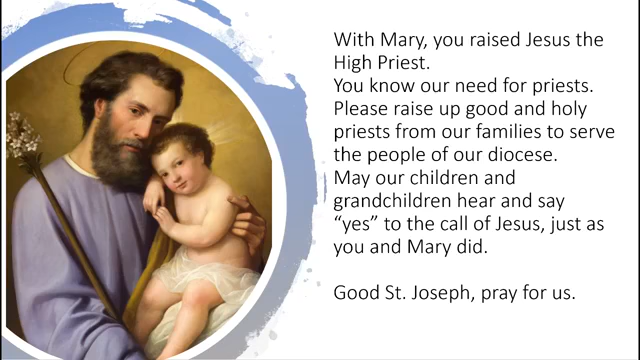 With Mary, you raised Jesus the
High Priest.
You know our need for priests.
Please raise up good and holy
priests from our families to serve
the people of our diocese.
May our children and
grandchildren hear and say
“yes” to the call of Jesus, just as
you and Mary did.
Good St. Joseph, pray for us.